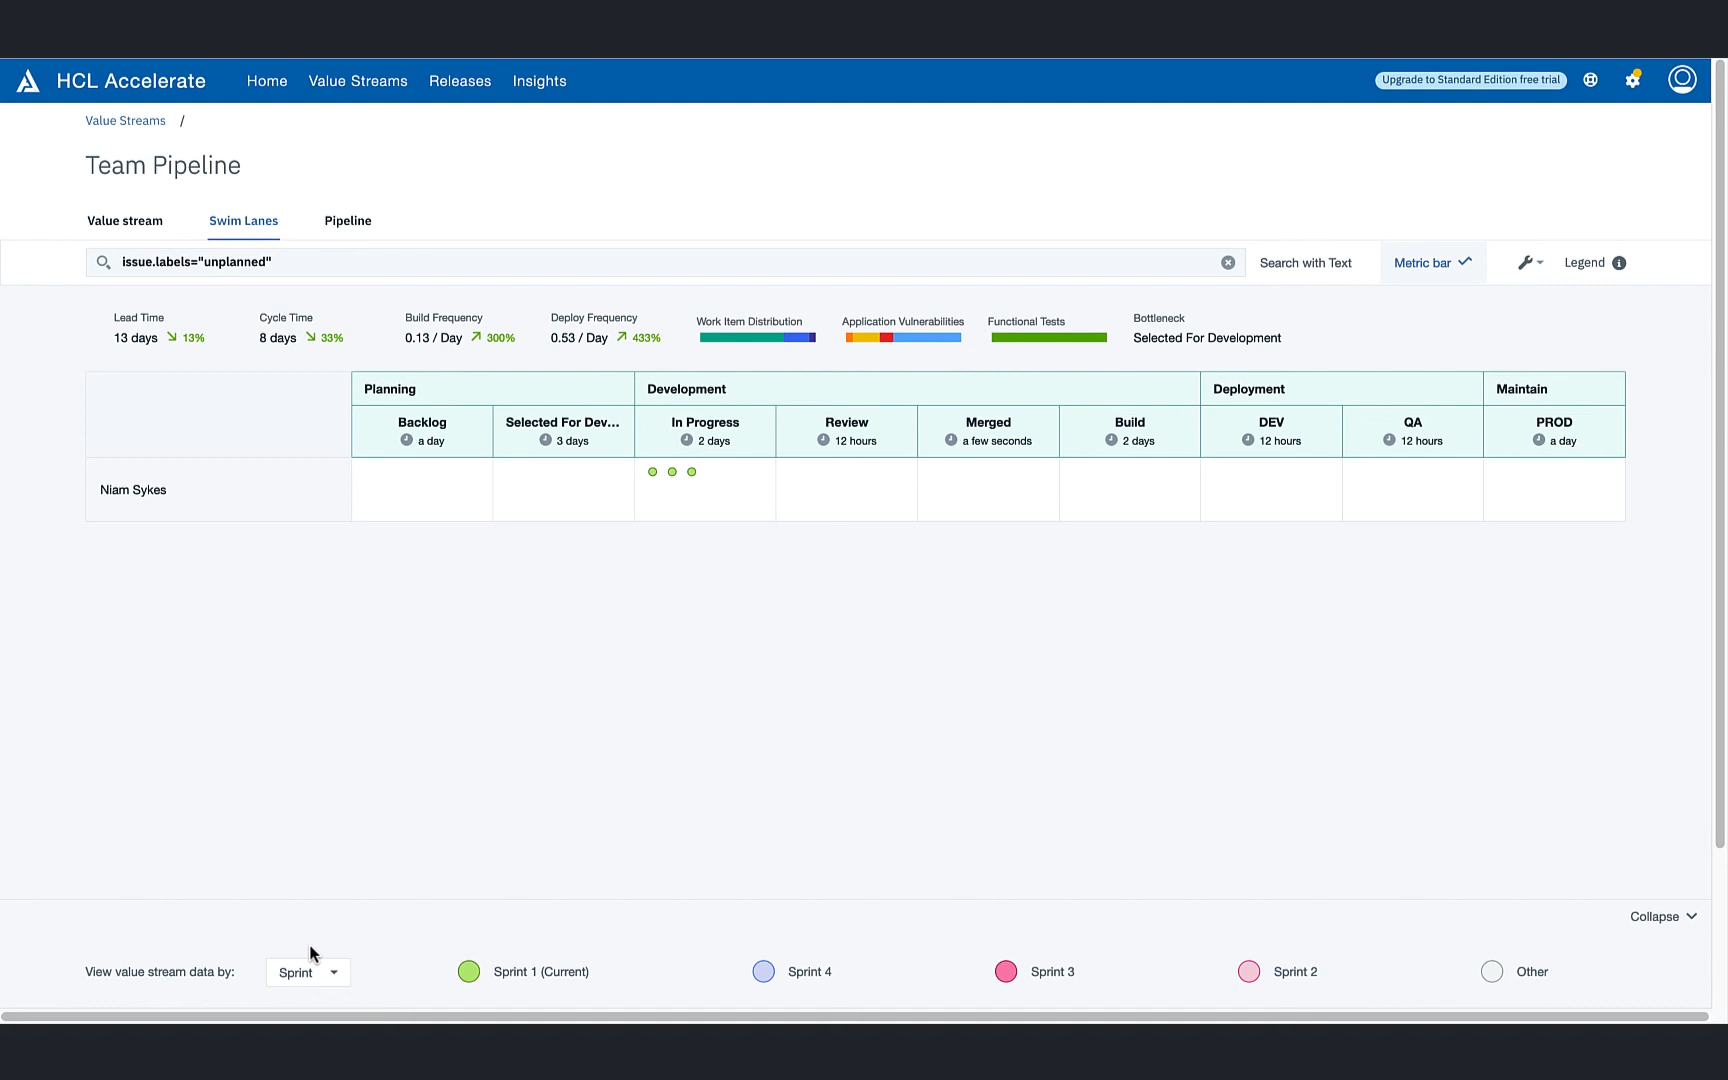 HCL Accelerate Home Value Streams Releases Insights Upgrade to Standard Edition free trial
Value Streams /
Team Pipeline
Value stream Swim Lanes Pipeline
issue.labels="unplanned" Search with Text Metric bar Legend
Lead Time Cycle Time Build Frequency Deploy Frequency Work Item Distribution Application Vulnerabilities Functional Tests Bottleneck
13 days 13% 8 days 33% 0.13 / Day 300% 0.53 / Day 433% Selected For Development
Planning Development Deployment Maintain
Backlog Selected For Dev... In Progress Review Merged Build DEV QA PROD
a day 3 days 2 days 12 hours a few seconds 2 days 12 hours 12 hours a day
Niam Sykes
Collapse
View value stream data by: Sprint Sprint 1 (Current) Sprint 4 Sprint 3 Sprint 2 Other